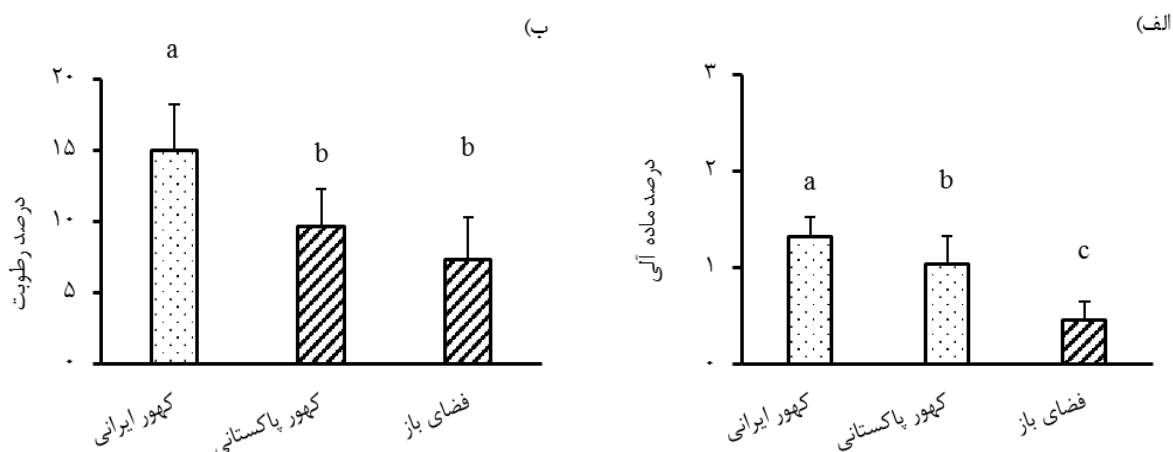 الف)
درصد ماده آلی
۳
۲
۱
۰
a
b
c
کهور ایرانی
کهور پاکستانی
فضای باز
ب)
درصد رطوبت
۲۰
۱۵
۱۰
۵
۰
a
b
b
کهور ایرانی
کهور پاکستانی
فضای باز